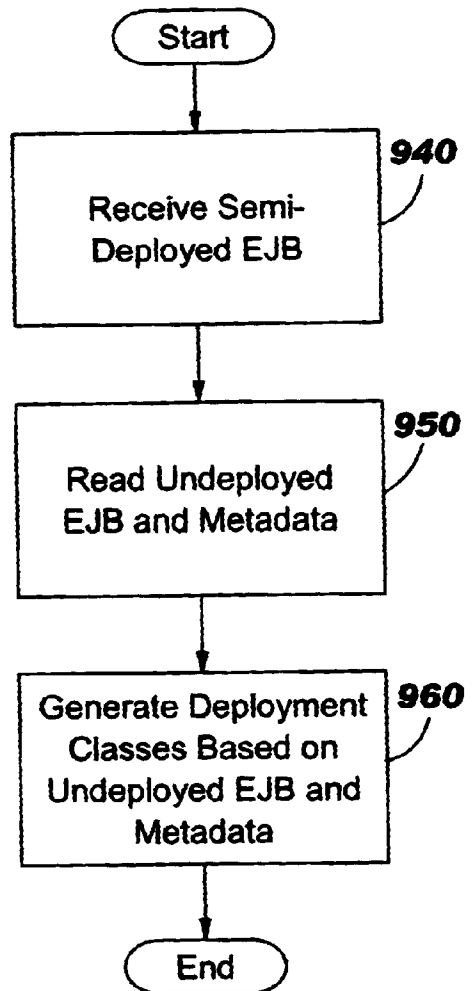 Start
940
Receive Semi-
Deployed EJB
950
Read Undeployed
EJB and Metadata
960
Generate Deployment
Classes Based on
Undeployed EJB and
Metadata
End